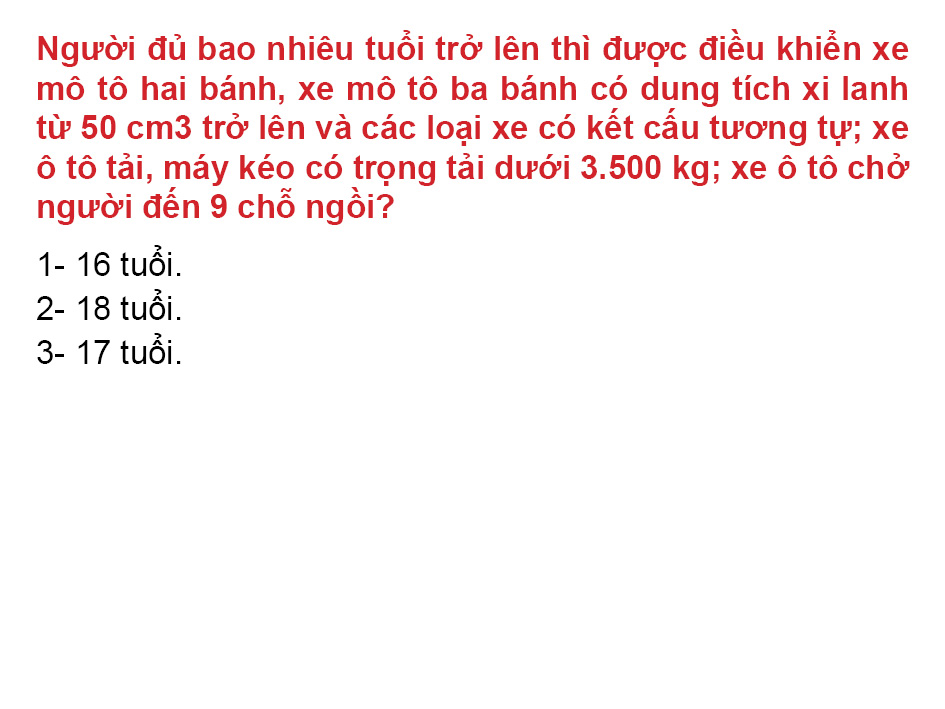 Người đủ bao nhiêu tuổi trở lên thì được điều khiển xe
mô tô hai bánh, xe mô tô ba bánh có dung tích xi lanh
từ 50 cm3 trở lên và các loại xe có kết cấu tương tự; xe
ô tô tải, máy kéo có trọng tải dưới 3.500 kg; xe ô tô chở
người đến 9 chỗ ngồi?
1- 16 tuổi.
2- 18 tuổi.
3- 17 tuổi.